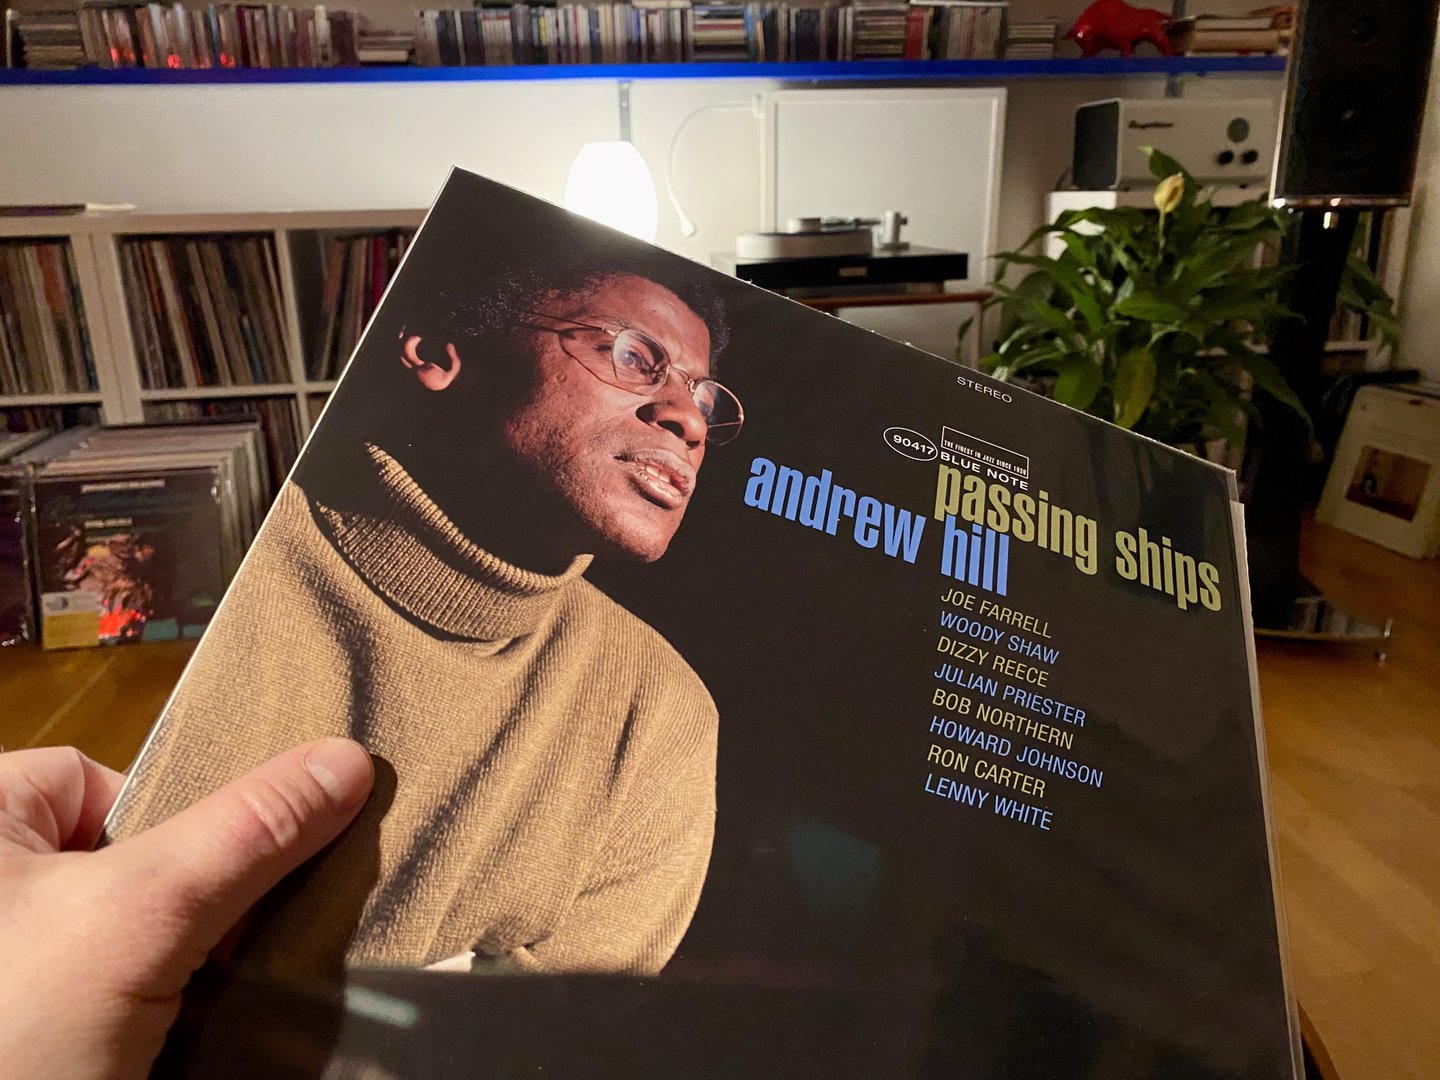 STEREO
90417
THE FINEST IN JAZZ SINCE 1939
BLUE NOTE
passing ships
andrew hill
JOE FARRELL
WOODY SHAW
DIZZY REECE
JULIAN PRIESTER
BOB NORTHERN
HOWARD JOHNSON
RON CARTER
LENNY WHITE